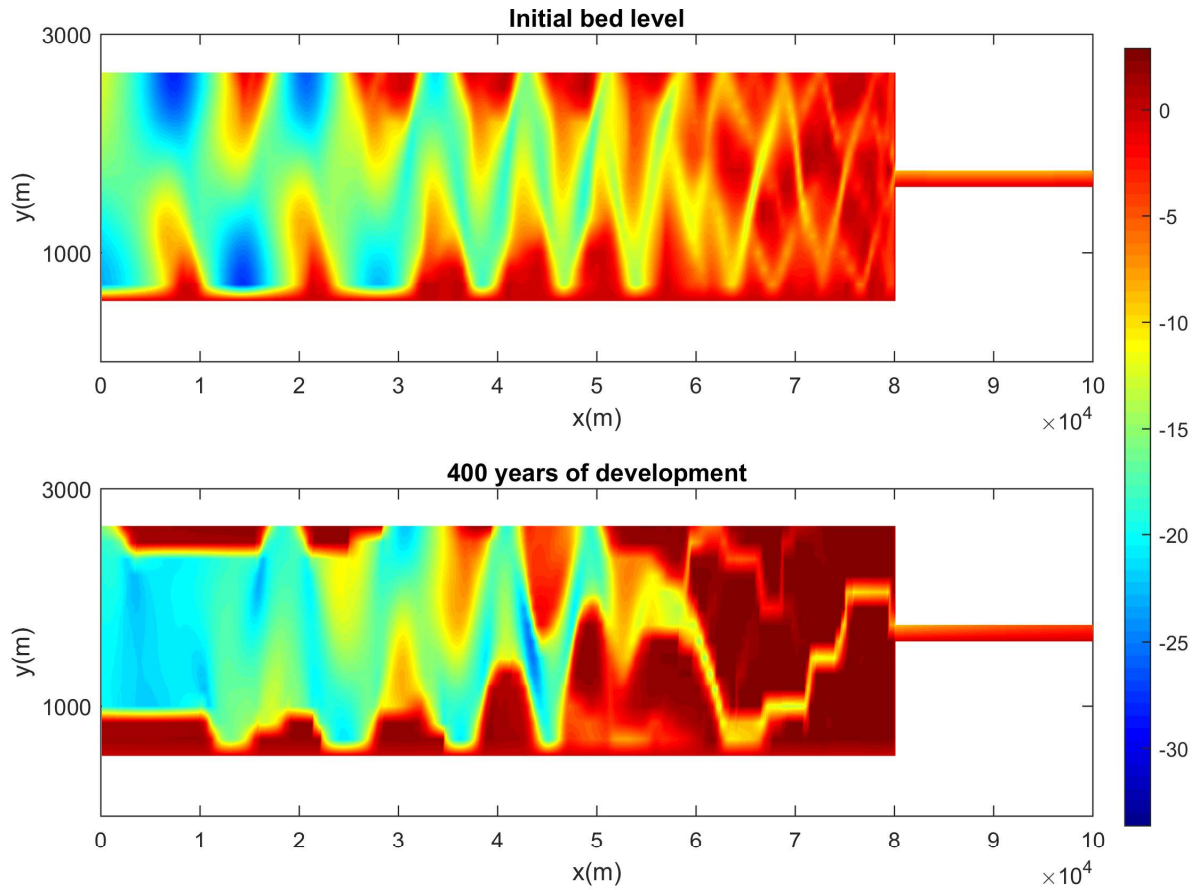 Initial bed level
3000
1000
y(m)
0 1 2 3 4 5 6 7 8 9 10
x(m)
×10^4
0
-5
-10
-15
-20
-25
-30
400 years of development
3000
1000
y(m)
0 1 2 3 4 5 6 7 8 9 10
x(m)
×10^4